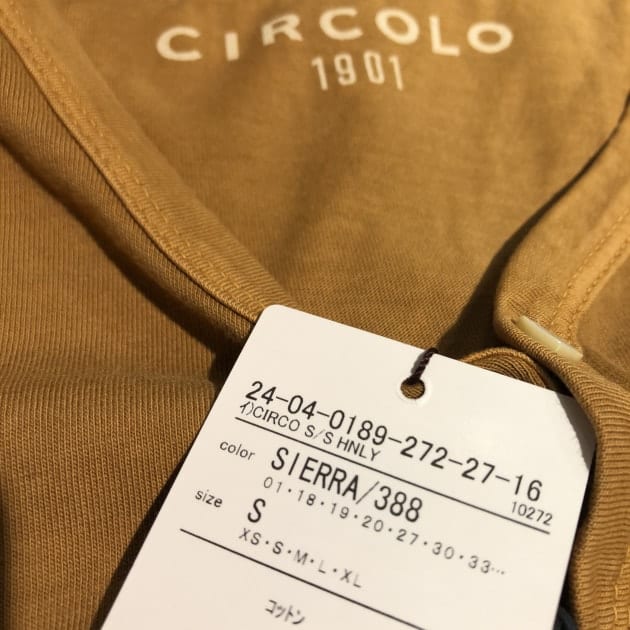 CIRCOLO
1901
24-04-0189-272-27-16
イ)CIRCO S/S HNLY
10272
color SIERRA/388
01・18・19・20・27・30・33…
size S
XS・S・M・L・XL
コットン